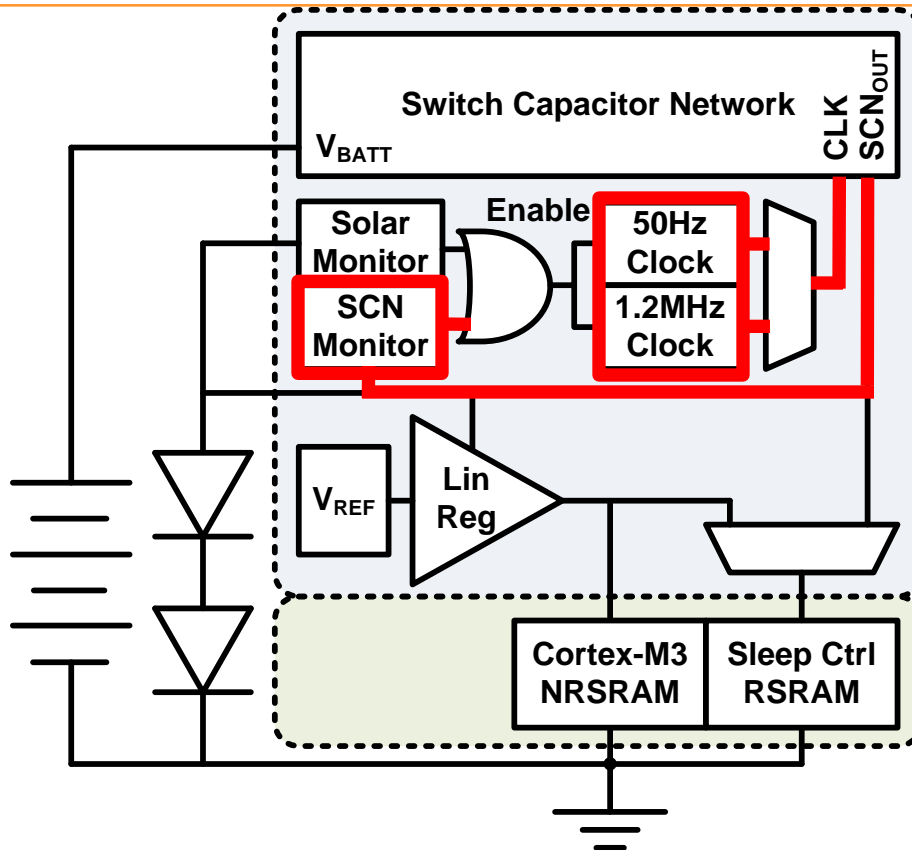 Switch Capacitor Network
CLK
SCNOUT
VBATT
Solar
Monitor
Enable
50Hz
Clock
SCN
Monitor
1.2MHz
Clock
VREF
Lin
Reg
Cortex-M3
NRSRAM
Sleep Ctrl
RSRAM